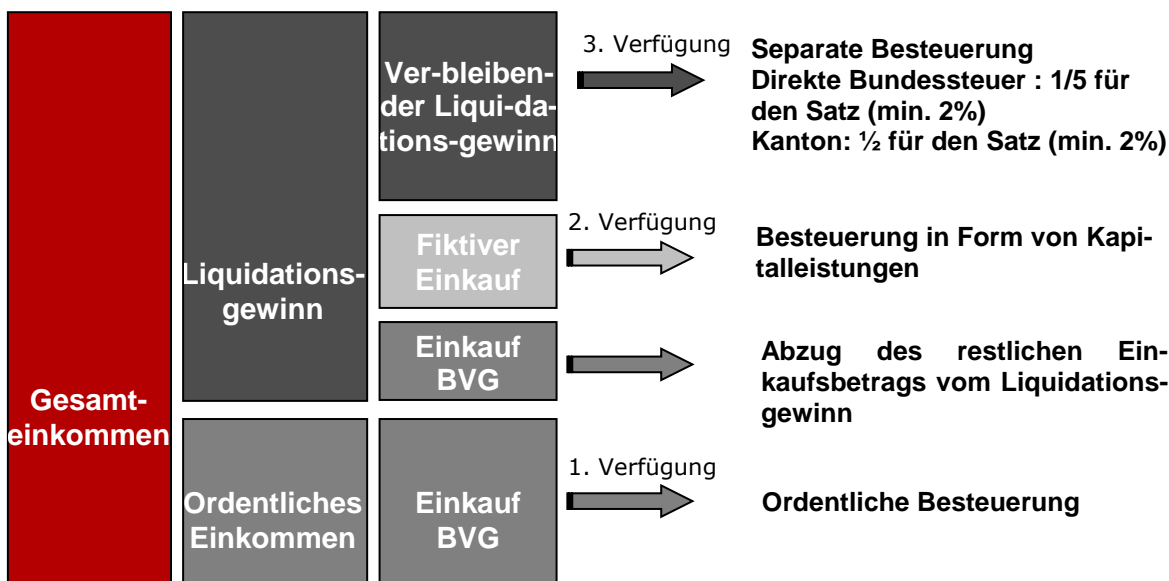 3. Verfügung
Ver-bleiben-
der Liqui-da-
tions-gewinn
Separate Besteuerung
Direkte Bundessteuer : 1/5 für
den Satz (min. 2%)
Kanton: ½ für den Satz (min. 2%)
2. Verfügung
Fiktiver
Einkauf
Besteuerung in Form von Kapi-
talleistungen
Liquidations-
gewinn
Einkauf
BVG
Abzug des restlichen Ein-
kaufsbetrags vom Liquidations-
gewinn
Gesamt-
einkommen
1. Verfügung
Ordentliches
Einkommen
Einkauf
BVG
Ordentliche Besteuerung